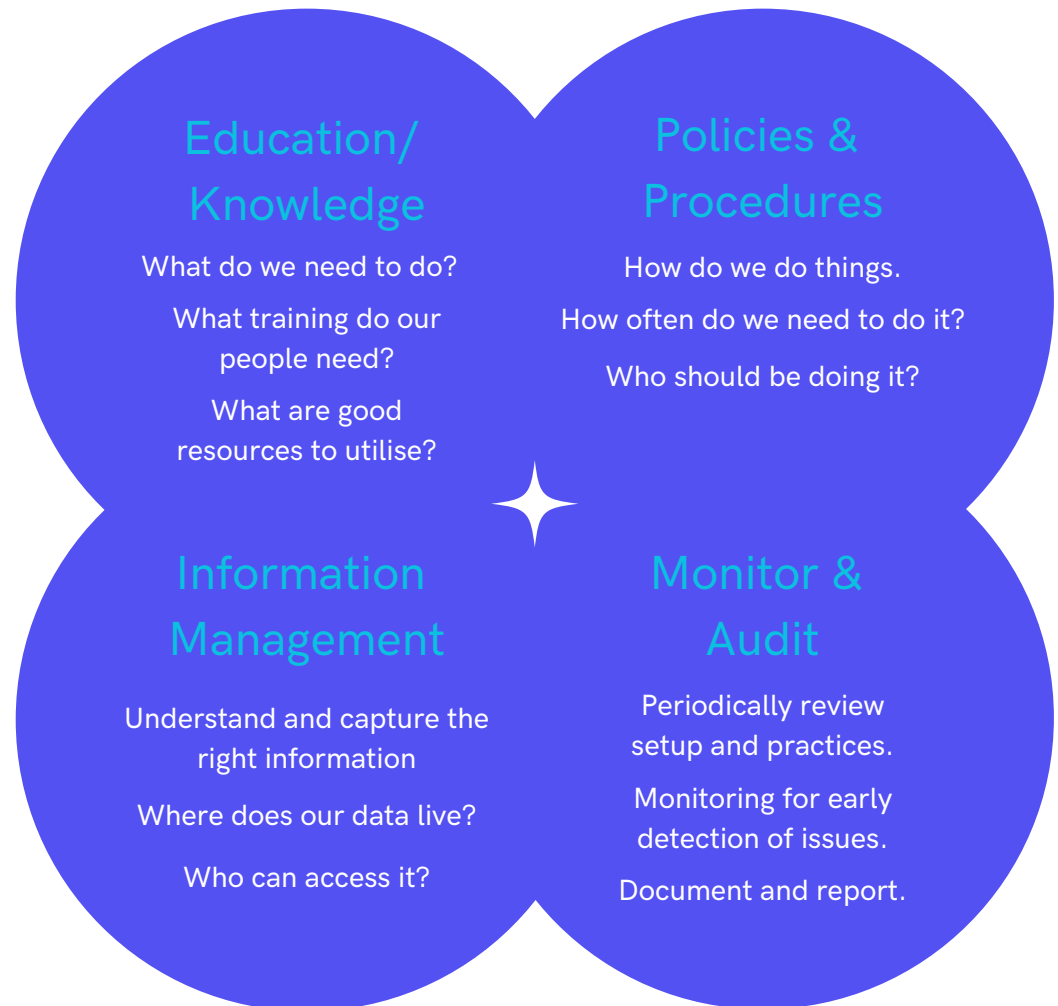 Education/
Knowledge
What do we need to do?
What training do our
people need?
What are good
resources to utilise?
Policies &
Procedures
How do we do things.
How often do we need to do it?
Who should be doing it?
Information
Management
Understand and capture the
right information
Where does our data live?
Who can access it?
Monitor &
Audit
Periodically review
setup and practices.
Monitoring for early
detection of issues.
Document and report.